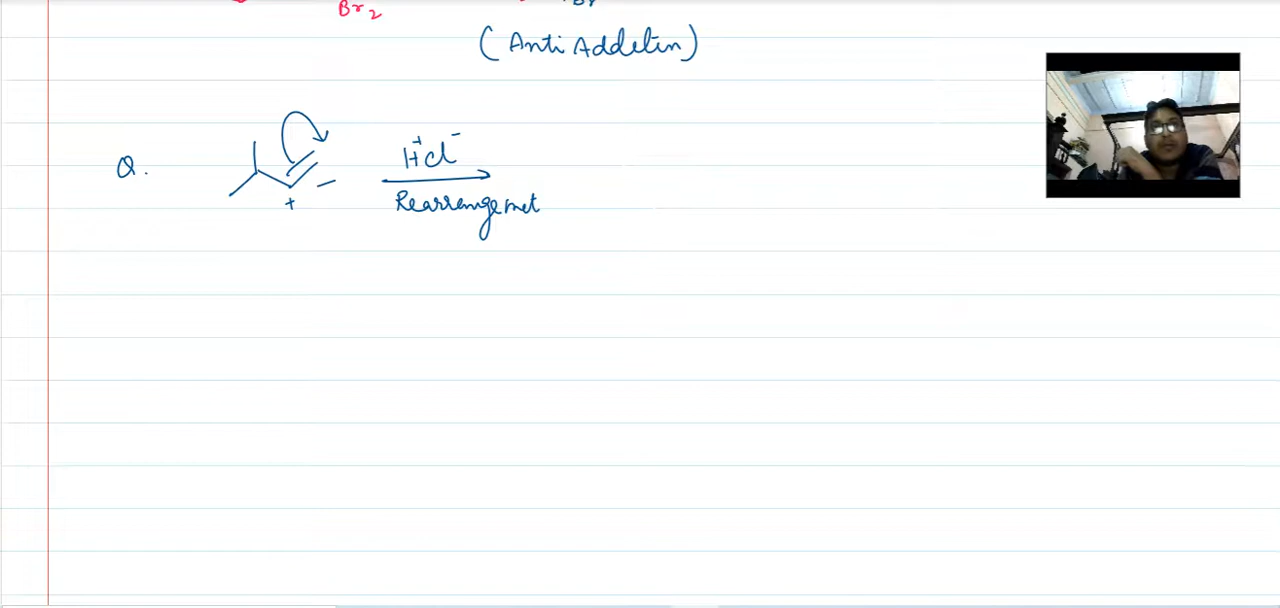 Br2
(Anti Addetin)
Q.
H+Cl-
+
Rearrangemet